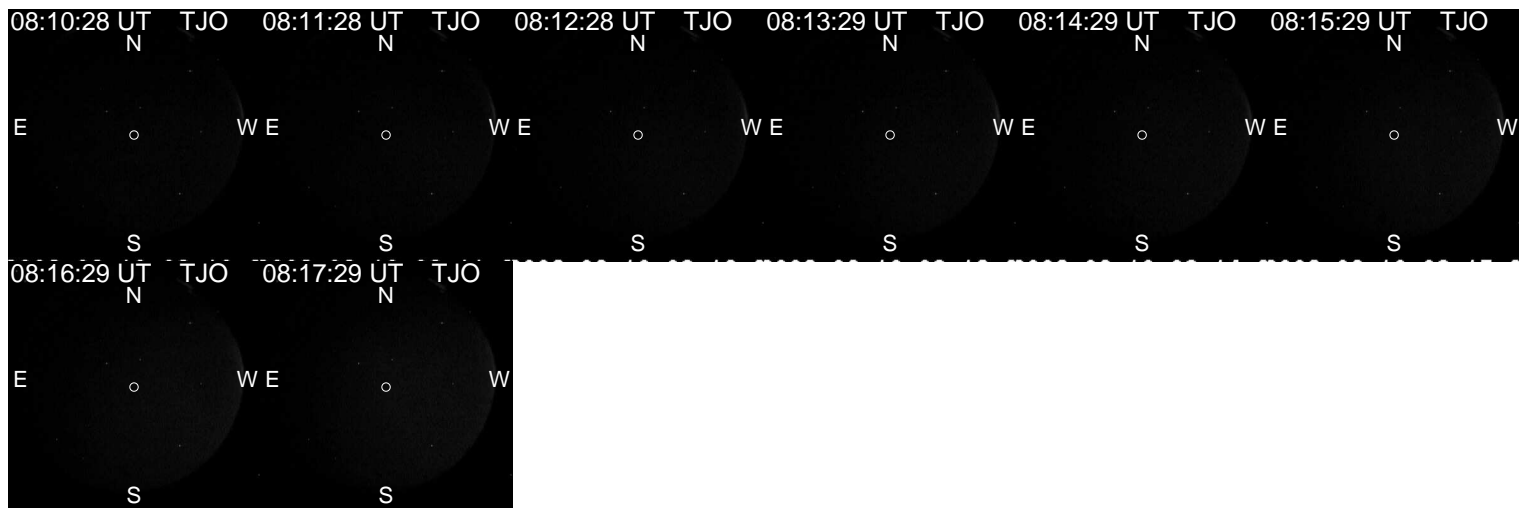 08:10:28 UT TJO 08:11:28 UT TJO 08:12:28 UT TJO 08:13:29 UT TJO 08:14:29 UT TJO 08:15:29 UT TJO
N N N N N N
E W E W E W E W E W E W
S S S S S S
08:16:29 UT TJO 08:17:29 UT TJO
N N
E W E W
S S